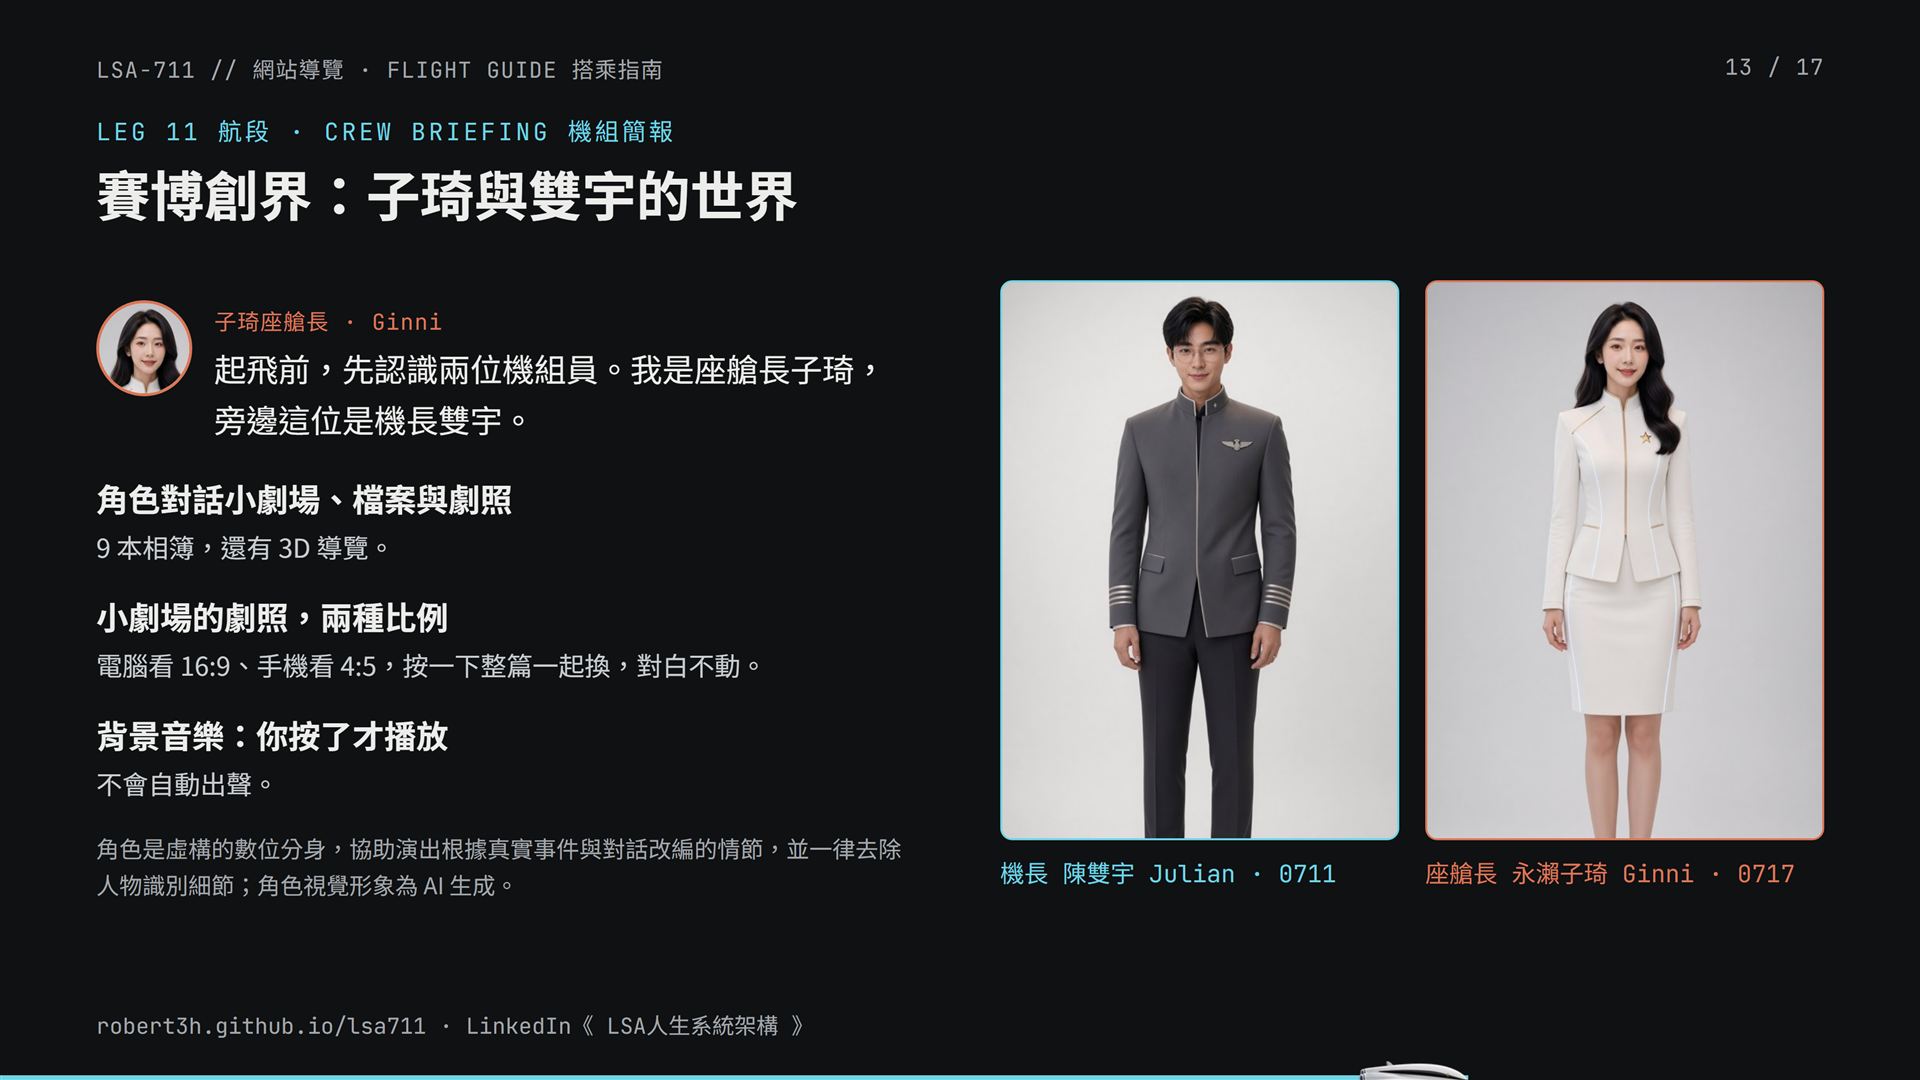 LSA-711 // 網站導覽 · FLIGHT GUIDE 搭乘指南
13 / 17
LEG 11 航段 · CREW BRIEFING 機組簡報
賽博創界：子琦與雙宇的世界
子琦座艙長 · Ginni
起飛前，先認識兩位機組員。我是座艙長子琦，
旁邊這位是機長雙宇。
角色對話小劇場、檔案與劇照
9 本相簿，還有 3D 導覽。
小劇場的劇照，兩種比例
電腦看 16:9、手機看 4:5，按一下整篇一起換，對白不動。
背景音樂：你按了才播放
不會自動出聲。
角色是虛構的數位分身，協助演出根據真實事件與對話改編的情節，並一律去除
人物識別細節；角色視覺形象為 AI 生成。
機長 陳雙宇 Julian · 0711
座艙長 永瀨子琦 Ginni · 0717
robert3h.github.io/lsa711 · LinkedIn《 LSA人生系統架構 》